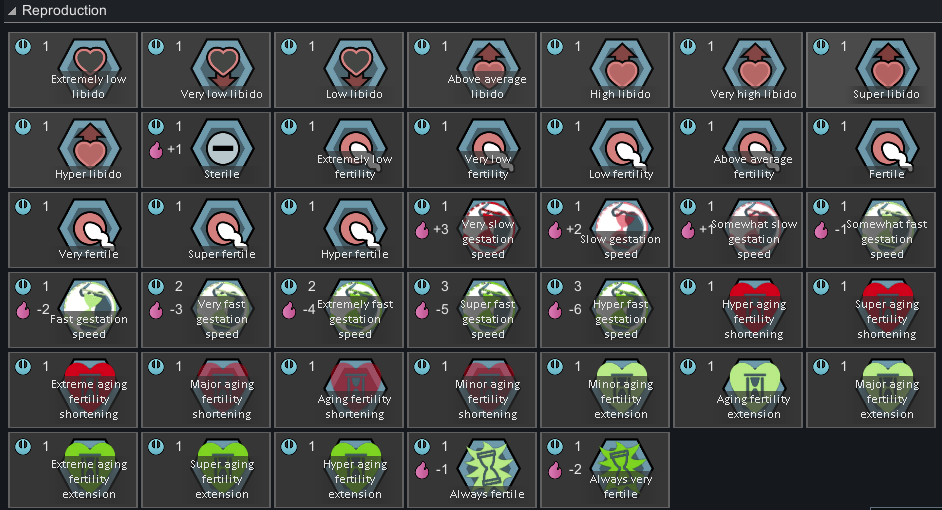 Reproduction
1
Extremely low
libido
1
Very low libido
1
Low libido
1
Above average
libido
1
High libido
1
Very high libido
1
Super libido
1
Hyper libido
1
+1
Sterile
1
Extremely low
fertility
1
Very low
fertility
1
Low fertility
1
Above average
fertility
1
Fertile
1
Very fertile
1
Super fertile
1
Hyper fertile
1
+3
Very slow
gestation
speed
1
+2
Slow gestation
speed
1
+1
Somewhat slow
gestation
speed
1
-1
Somewhat fast
gestation
speed
1
-2
Fast gestation
speed
2
-3
Very fast
gestation
speed
2
-4
Extremely fast
gestation
speed
3
-5
Super fast
gestation
speed
3
-6
Hyper fast
gestation
speed
1
Hyper aging
fertility
shortening
1
Super aging
fertility
shortening
1
Extreme aging
fertility
shortening
1
Major aging
fertility
shortening
1
Aging fertility
shortening
1
Minor aging
fertility
shortening
1
Minor aging
fertility
extension
1
Aging fertility
extension
1
Major aging
fertility
extension
1
Extreme aging
fertility
extension
1
Super aging
fertility
extension
1
Hyper aging
fertility
extension
1
-1
Always fertile
1
-2
Always very
fertile